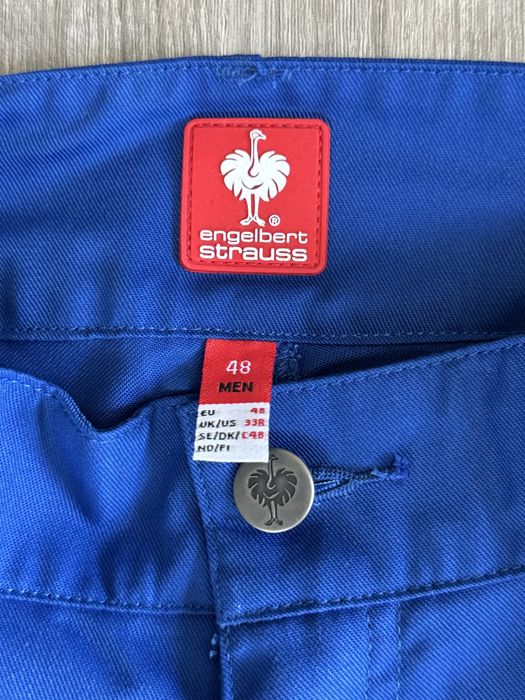 ®
engelbert
strauss
48
MEN
EU 48
UK/US 33R
SE/DK/ C48
NO/FI